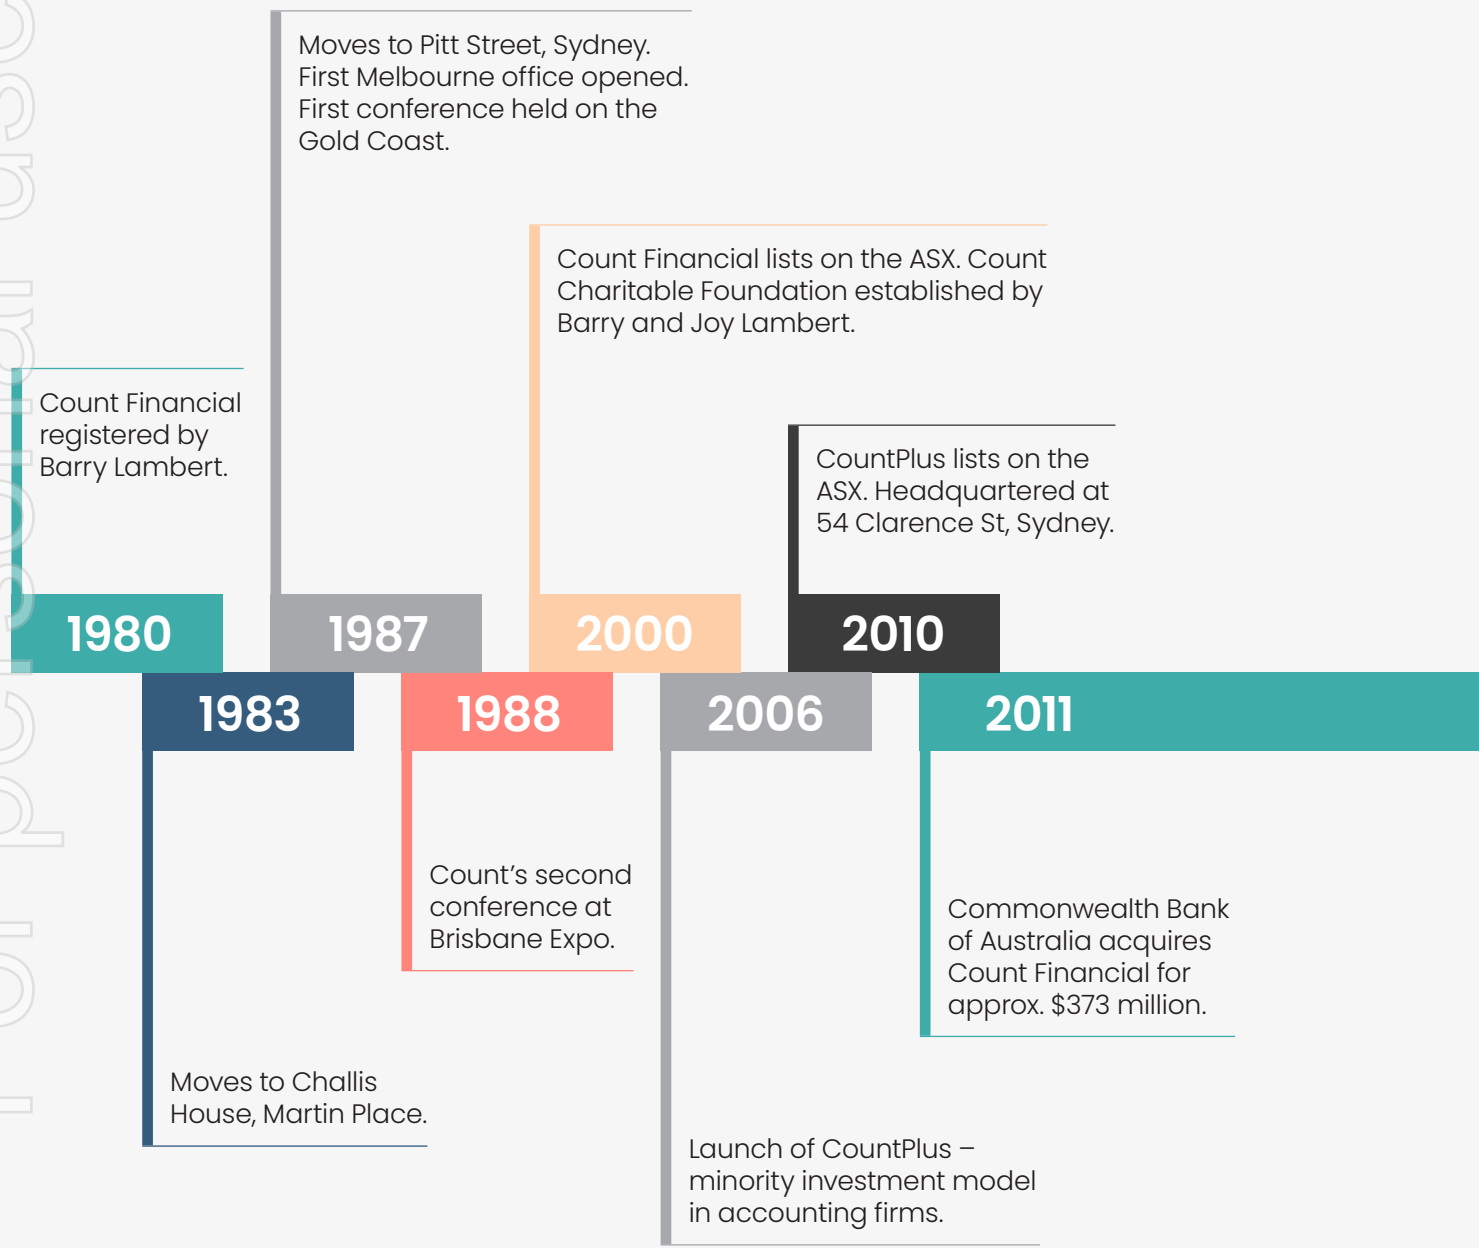 Moves to Pitt Street, Sydney.
First Melbourne office opened.
First conference held on the
Gold Coast.
Count Financial lists on the ASX. Count
Charitable Foundation established by
Barry and Joy Lambert.
Count Financial
registered by
Barry Lambert.
CountPlus lists on the
ASX. Headquartered at
54 Clarence St, Sydney.
1980
1987
2000
2010
1983
1988
2006
2011
Count’s second
conference at
Brisbane Expo.
Commonwealth Bank
of Australia acquires
Count Financial for
approx. $373 million.
Moves to Challis
House, Martin Place.
Launch of CountPlus –
minority investment model
in accounting firms.
For personal use